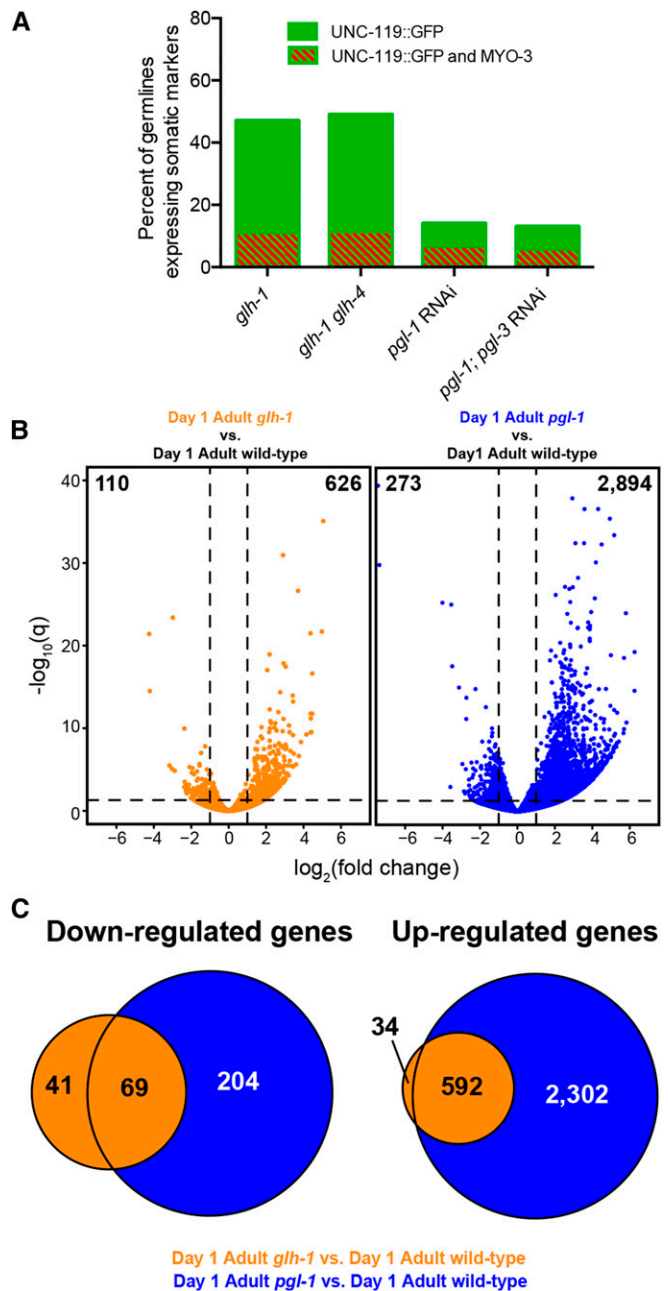 A
UNC-119::GFP
UNC-119::GFP and MYO-3
Percent of germlines
expressing somatic markers
80
60
40
20
0
glh-1
glh-1 glh-4
pgl-1 RNAi
pgl-1; pgl-3 RNAi
B
Day 1 Adult glh-1
vs.
Day 1 Adult wild-type
Day 1 Adult pgl-1
vs.
Day1 Adult wild-type
110
626
273
2,894
-log10(q)
40
30
20
10
0
−6 −4 −2 0 2 4 6
−6 −4 −2 0 2 4 6
log2(fold change)
C
Down-regulated genes
Up-regulated genes
41
69
204
34
592
2,302
Day 1 Adult glh-1 vs. Day 1 Adult wild-type
Day 1 Adult pgl-1 vs. Day 1 Adult wild-type